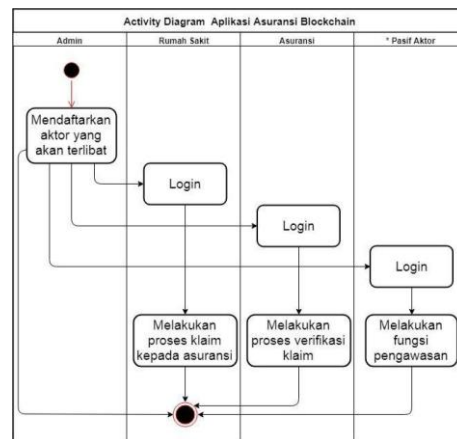 Activity Diagram Aplikasi Asuransi Blockchain
Admin
Rumah Sakit
Asuransi
* Pasif Aktor
Mendaftarkan
aktor yang
akan terlibat
Login
Login
Login
Melakukan
proses klaim
kepada asuransi
Melakukan
proses verifikasi
klaim
Melakukan
fungsi
pengawasan